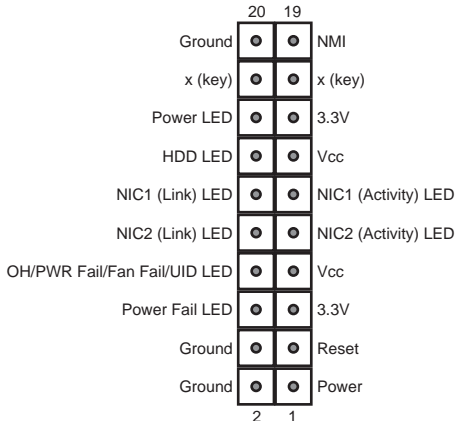 20 19
Ground NMI
x (key) x (key)
Power LED 3.3V
HDD LED Vcc
NIC1 (Link) LED NIC1 (Activity) LED
NIC2 (Link) LED NIC2 (Activity) LED
OH/PWR Fail/Fan Fail/UID LED Vcc
Power Fail LED 3.3V
Ground Reset
Ground Power
2 1